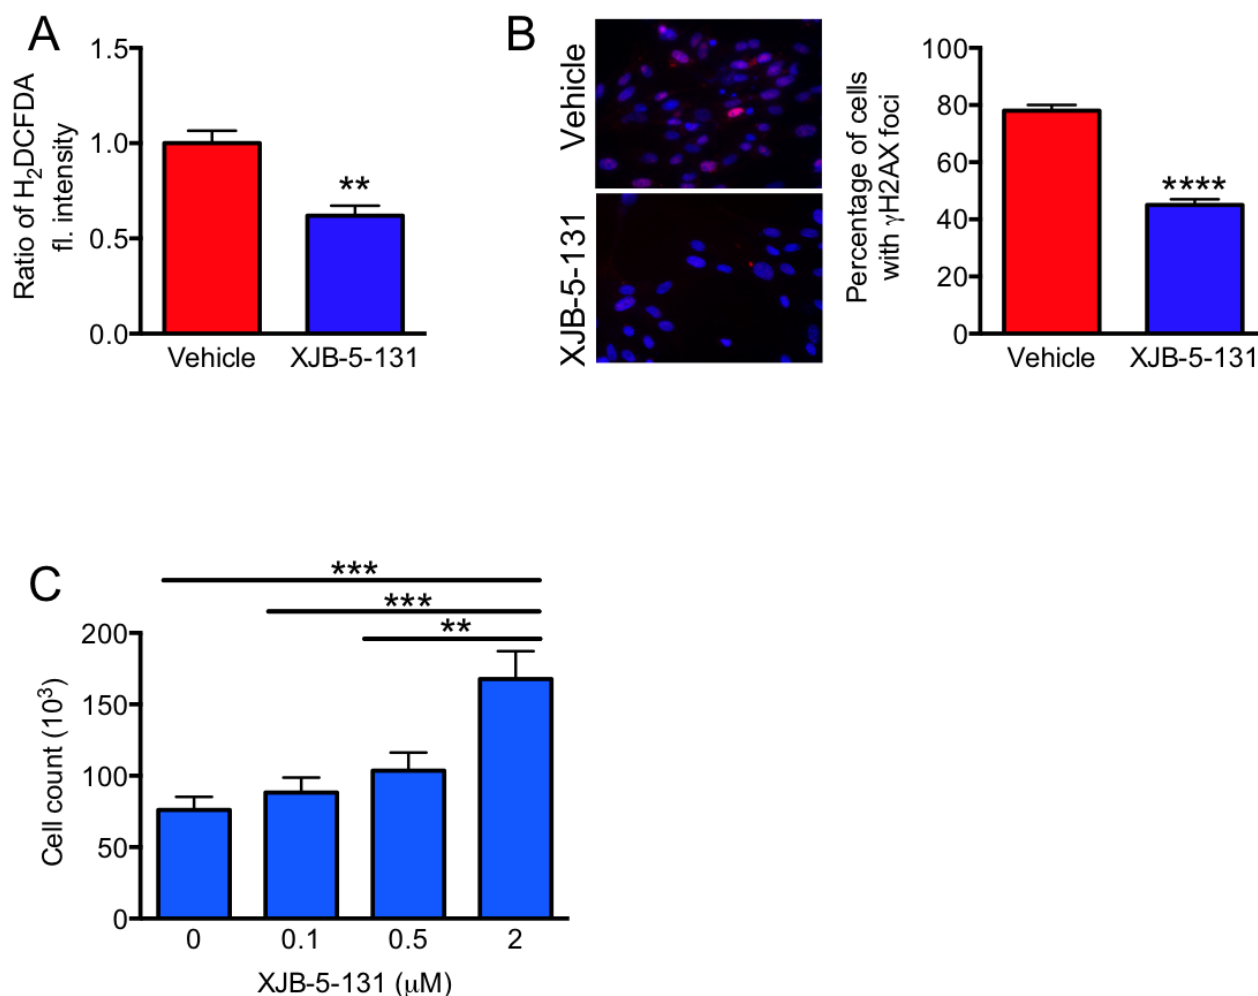 A
1.5
1.0
0.5
0.0
Ratio of H₂DCFDA
fl. intensity
**
Vehicle
XJB-5-131
B
Vehicle
XJB-5-131
100
80
60
40
20
0
Percentage of cells
with γH2AX foci
****
Vehicle
XJB-5-131
C
***
***
**
200
150
100
50
0
Cell count (10³)
0
0.1
0.5
2
XJB-5-131 (μM)